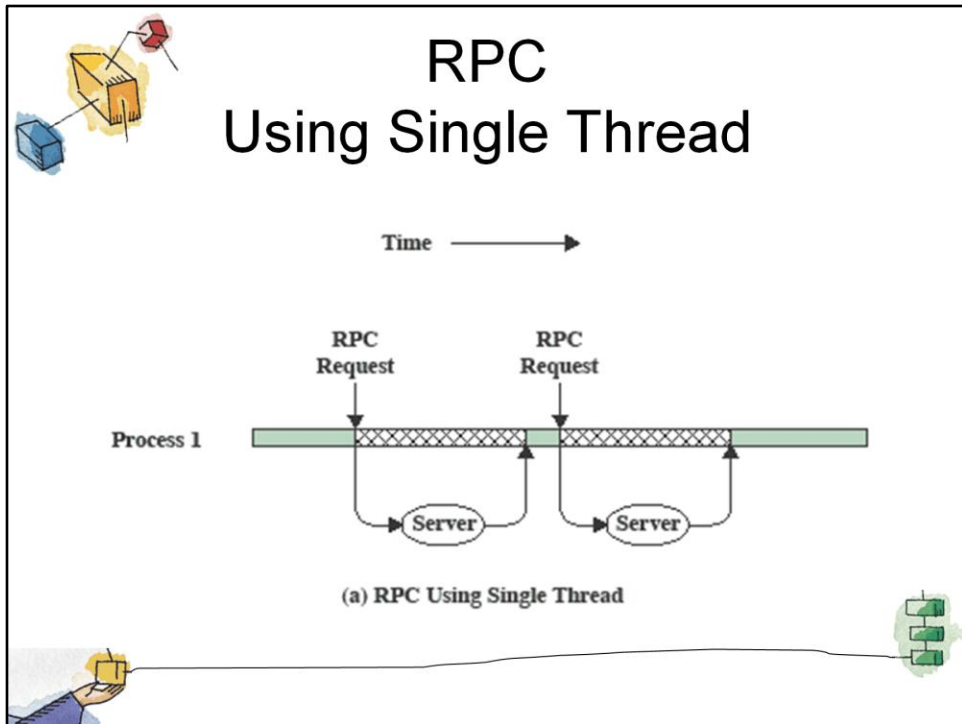 RPC
Using Single Thread
Time
RPC
Request
RPC
Request
Process 1
Server
Server
(a) RPC Using Single Thread